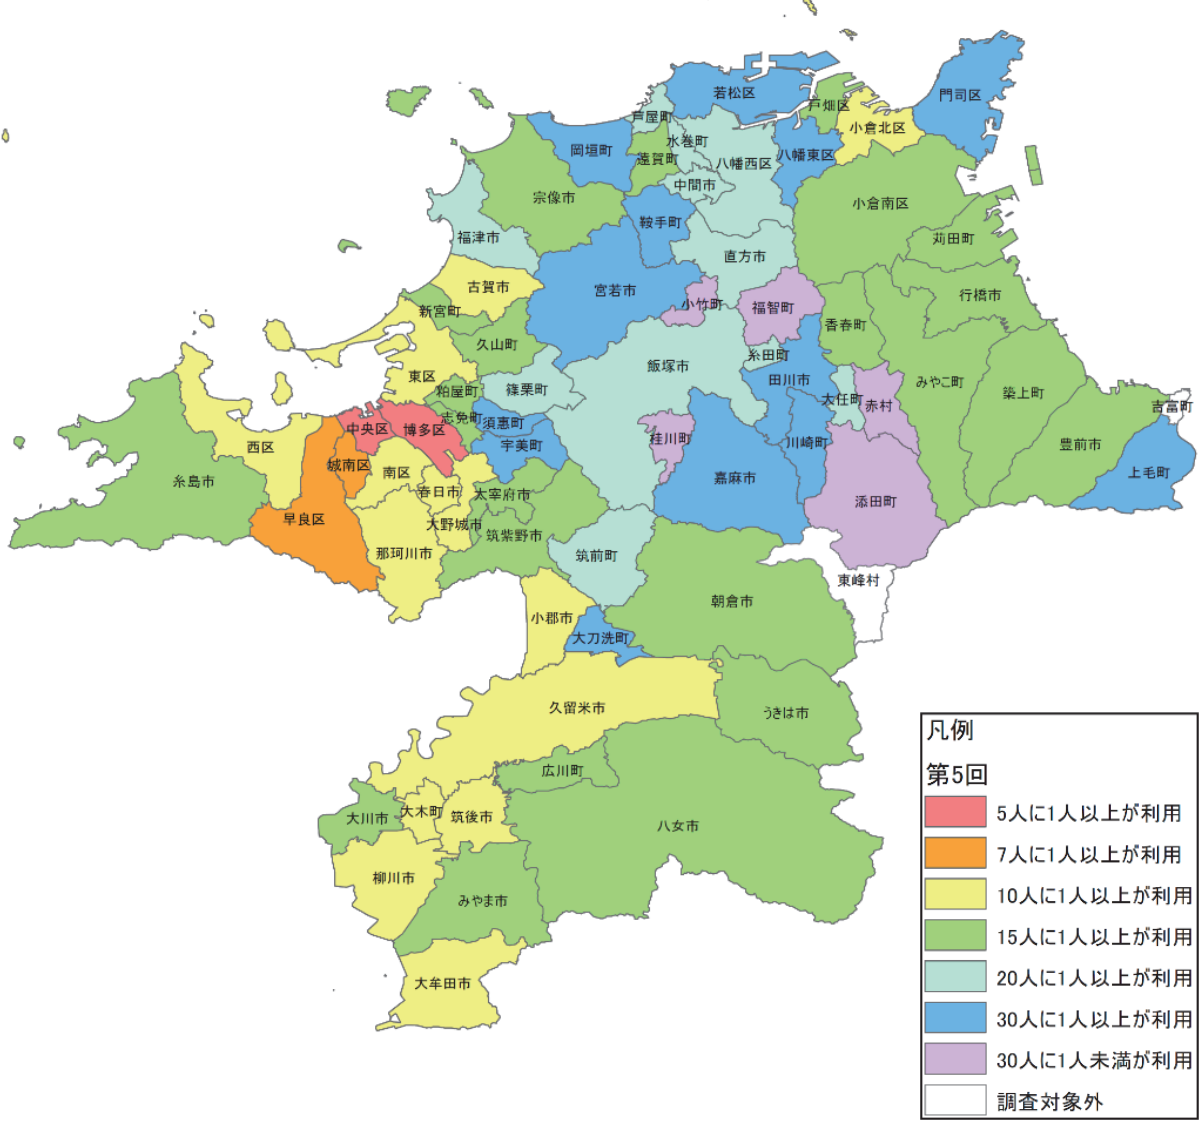 門司区
若松区
戸畑区
芦屋町
小倉北区
水巻町
岡垣町
遠賀町
八幡西区
八幡東区
中間市
宗像市
小倉南区
鞍手町
福津市
苅田町
直方市
古賀市
宮若市
行橋市
小竹町
福智町
新宮町
香春町
久山町
糸田町
飯塚市
東区
田川市
みやこ町
粕屋町
篠栗町
築上町
大任町
赤村
吉富町
志免町
須恵町
中央区
博多区
桂川町
川崎町
豊前市
西区
宇美町
城南区
南区
上毛町
嘉麻市
糸島市
春日市
太宰府市
添田町
早良区
大野城市
筑紫野市
那珂川市
筑前町
東峰村
朝倉市
小郡市
大刀洗町
久留米市
うきは市
広川町
大川市
大木町
筑後市
八女市
柳川市
みやま市
大牟田市
凡例
第5回
5人に1人以上が利用
7人に1人以上が利用
10人に1人以上が利用
15人に1人以上が利用
20人に1人以上が利用
30人に1人以上が利用
30人に1人未満が利用
調査対象外